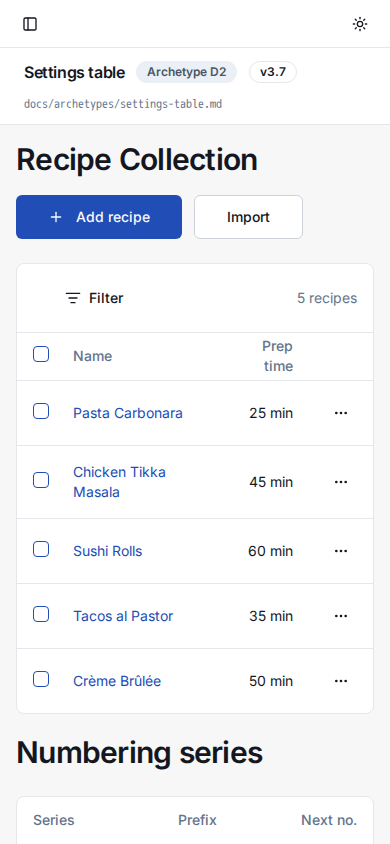 Settings table Archetype D2 v3.7
docs/archetypes/settings-table.md
Recipe Collection
Add recipe Import
Filter 5 recipes
Name Prep
time
Pasta Carbonara 25 min
Chicken Tikka
Masala 45 min
Sushi Rolls 60 min
Tacos al Pastor 35 min
Crème Brûlée 50 min
Numbering series
Series Prefix Next no.